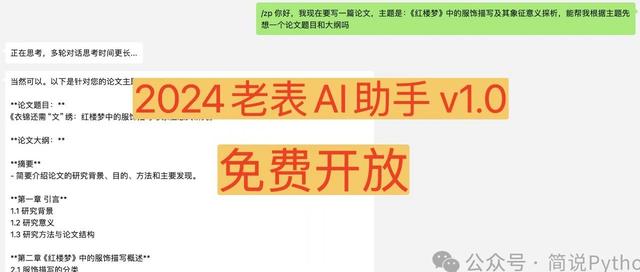 /zp 你好，我现在要写一篇论文，主题是：《红楼梦》中的服饰描写及其象征意义探析，能帮我根据主题先
想一个论文题目和大纲吗
正在思考，多轮对话思考时间更长...
当然可以。以下是针对您的论文主
**论文题目：**
《衣锦还需“文”绣：红楼梦中的服饰
2024老表AI助手 v1.0
免费开放
**论文大纲：**
**摘要**
- 简要介绍论文的研究背景、目的、方法和主要发现。
**第一章 引言**
1.1 研究背景
1.2 研究意义
1.3 研究方法与论文结构
**第二章《红楼梦》中的服饰描写概述**
2.1 服饰描写的分类
公众号 · 简说Pytho